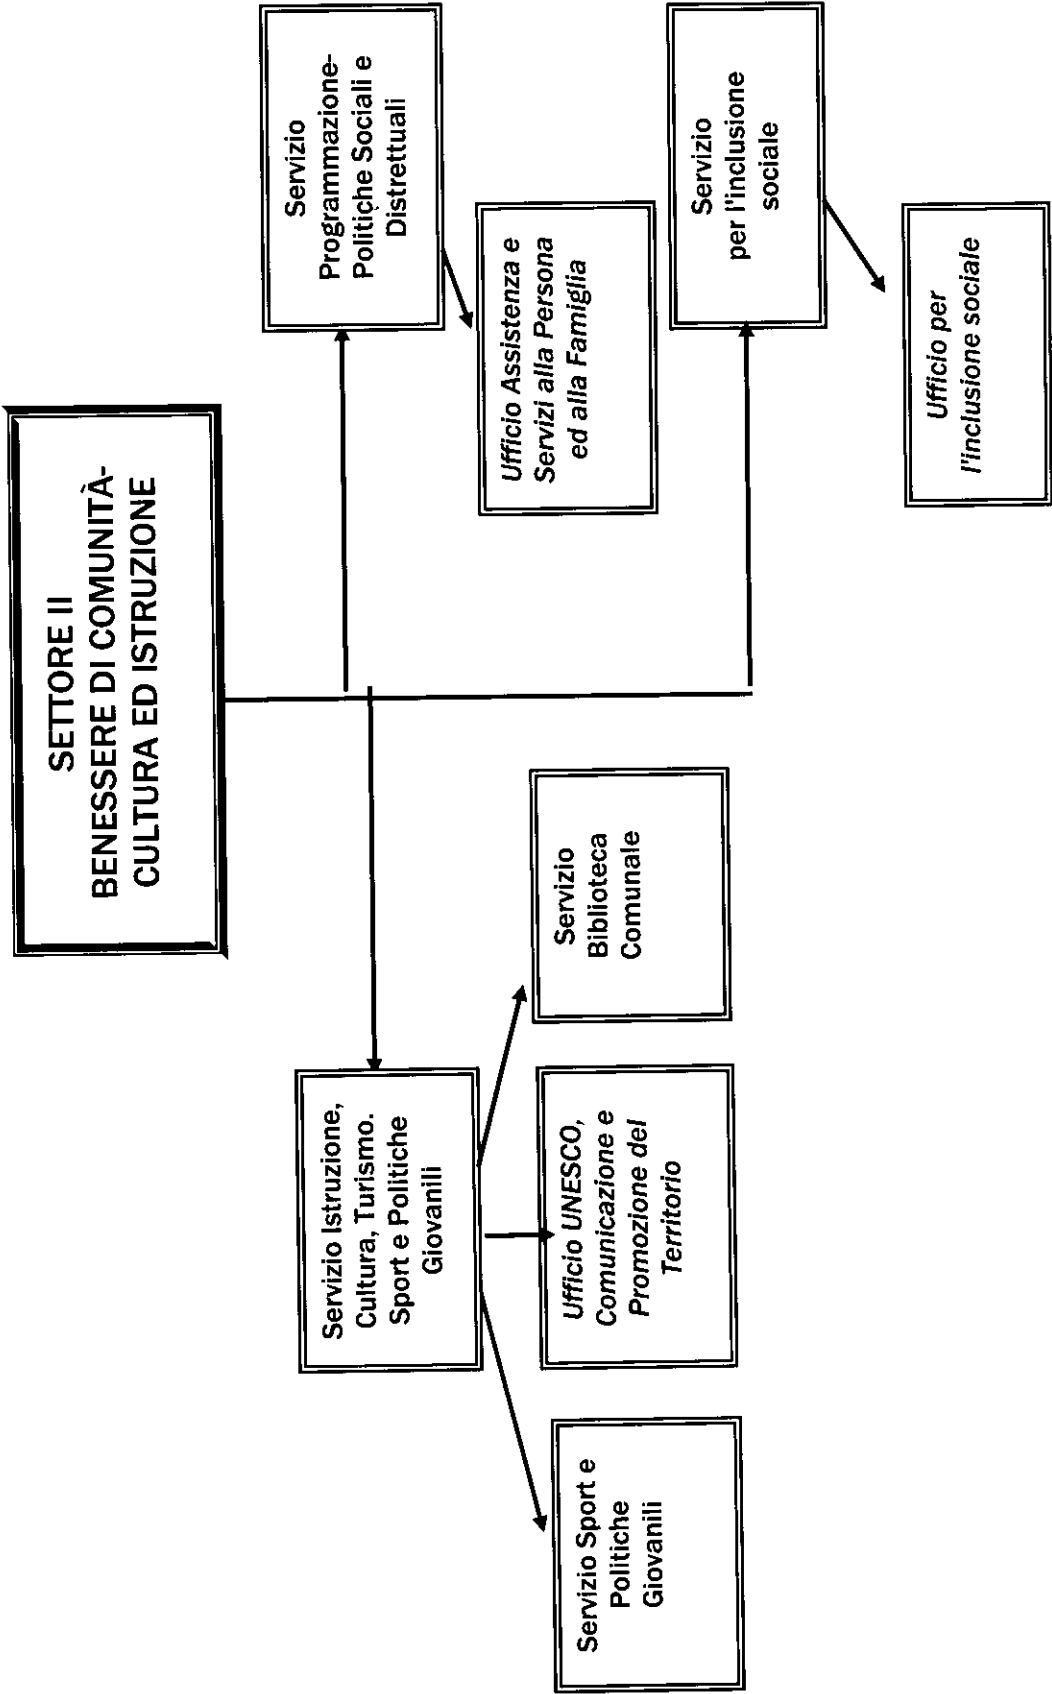 SETTORE II
BENESSERE DI COMUNITÀ-
CULTURA ED ISTRUZIONE
Servizio Istruzione,
Cultura, Turismo.
Sport e Politiche
Giovanili
Servizio
Programmazione-
Politiche Sociali e
Distrettuali
Servizio Sport e
Politiche
Giovanili
Ufficio UNESCO,
Comunicazione e
Promozione del
Territorio
Servizio
Biblioteca
Comunale
Ufficio Assistenza e
Servizi alla Persona
ed alla Famiglia
Servizio
per l'inclusione
sociale
Ufficio per
l'inclusione sociale